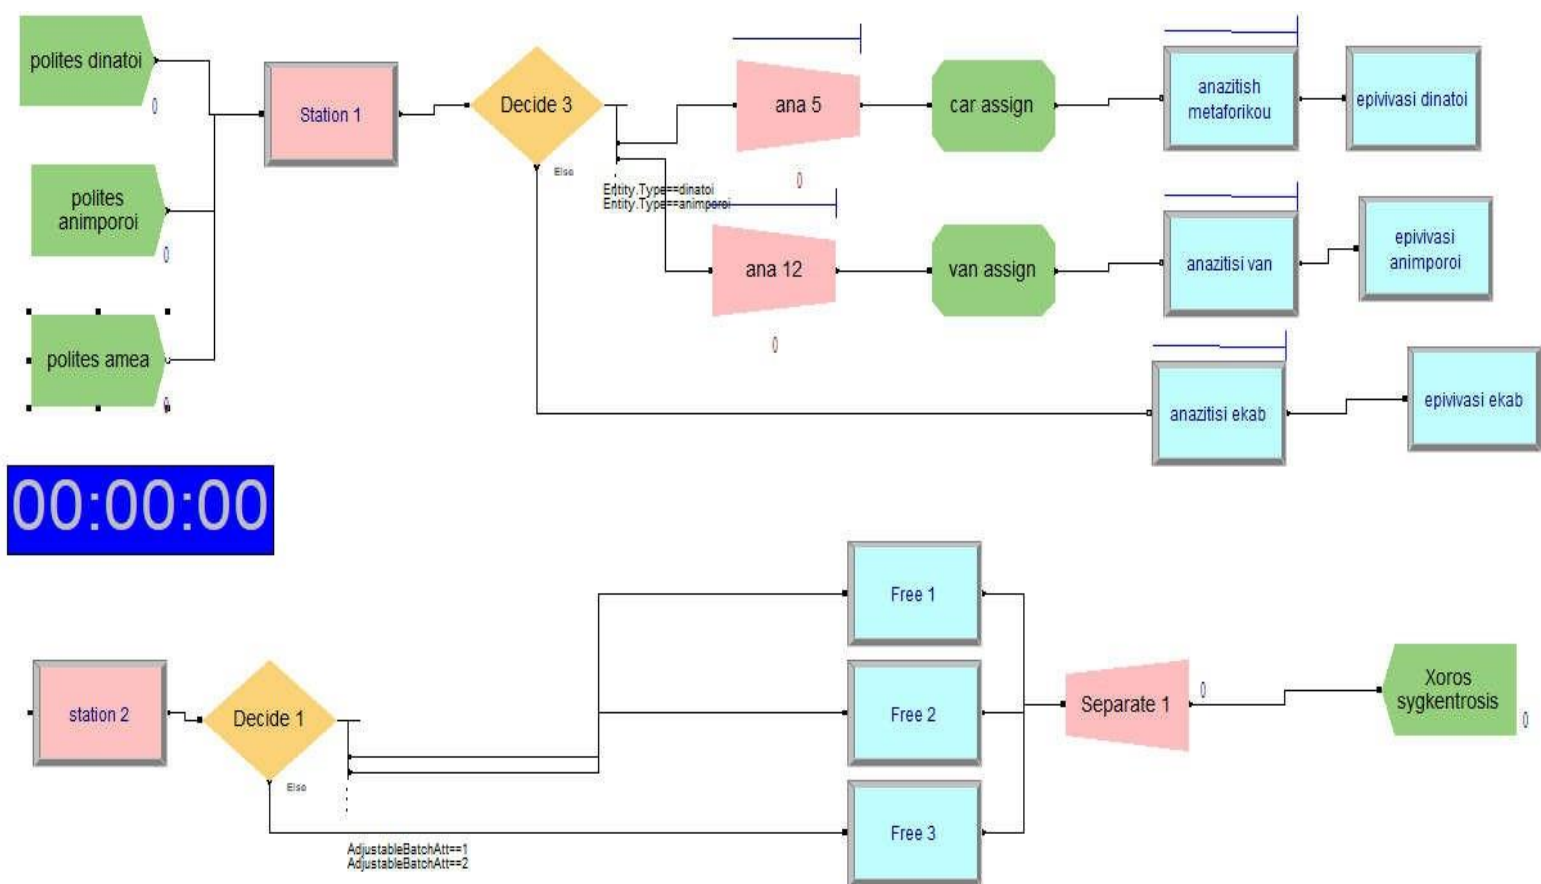 polites dinatoi
0
Station 1
Decide 3
Else
Entity.Type==dinatoi
Entity.Type==animporoi
ana 5
0
car assign
anazitish
metaforikou
epivivasi dinatoi
polites
animporoi
0
ana 12
0
van assign
anazitisi van
epivivasi
animporoi
polites amea
0
anazitisi ekab
epivivasi ekab
00:00:00
station 2
Decide 1
Else
AdjustableBatchAtt==1
AdjustableBatchAtt==2
Free 1
Free 2
Free 3
Separate 1
0
Xoros
sygkentrosis
0